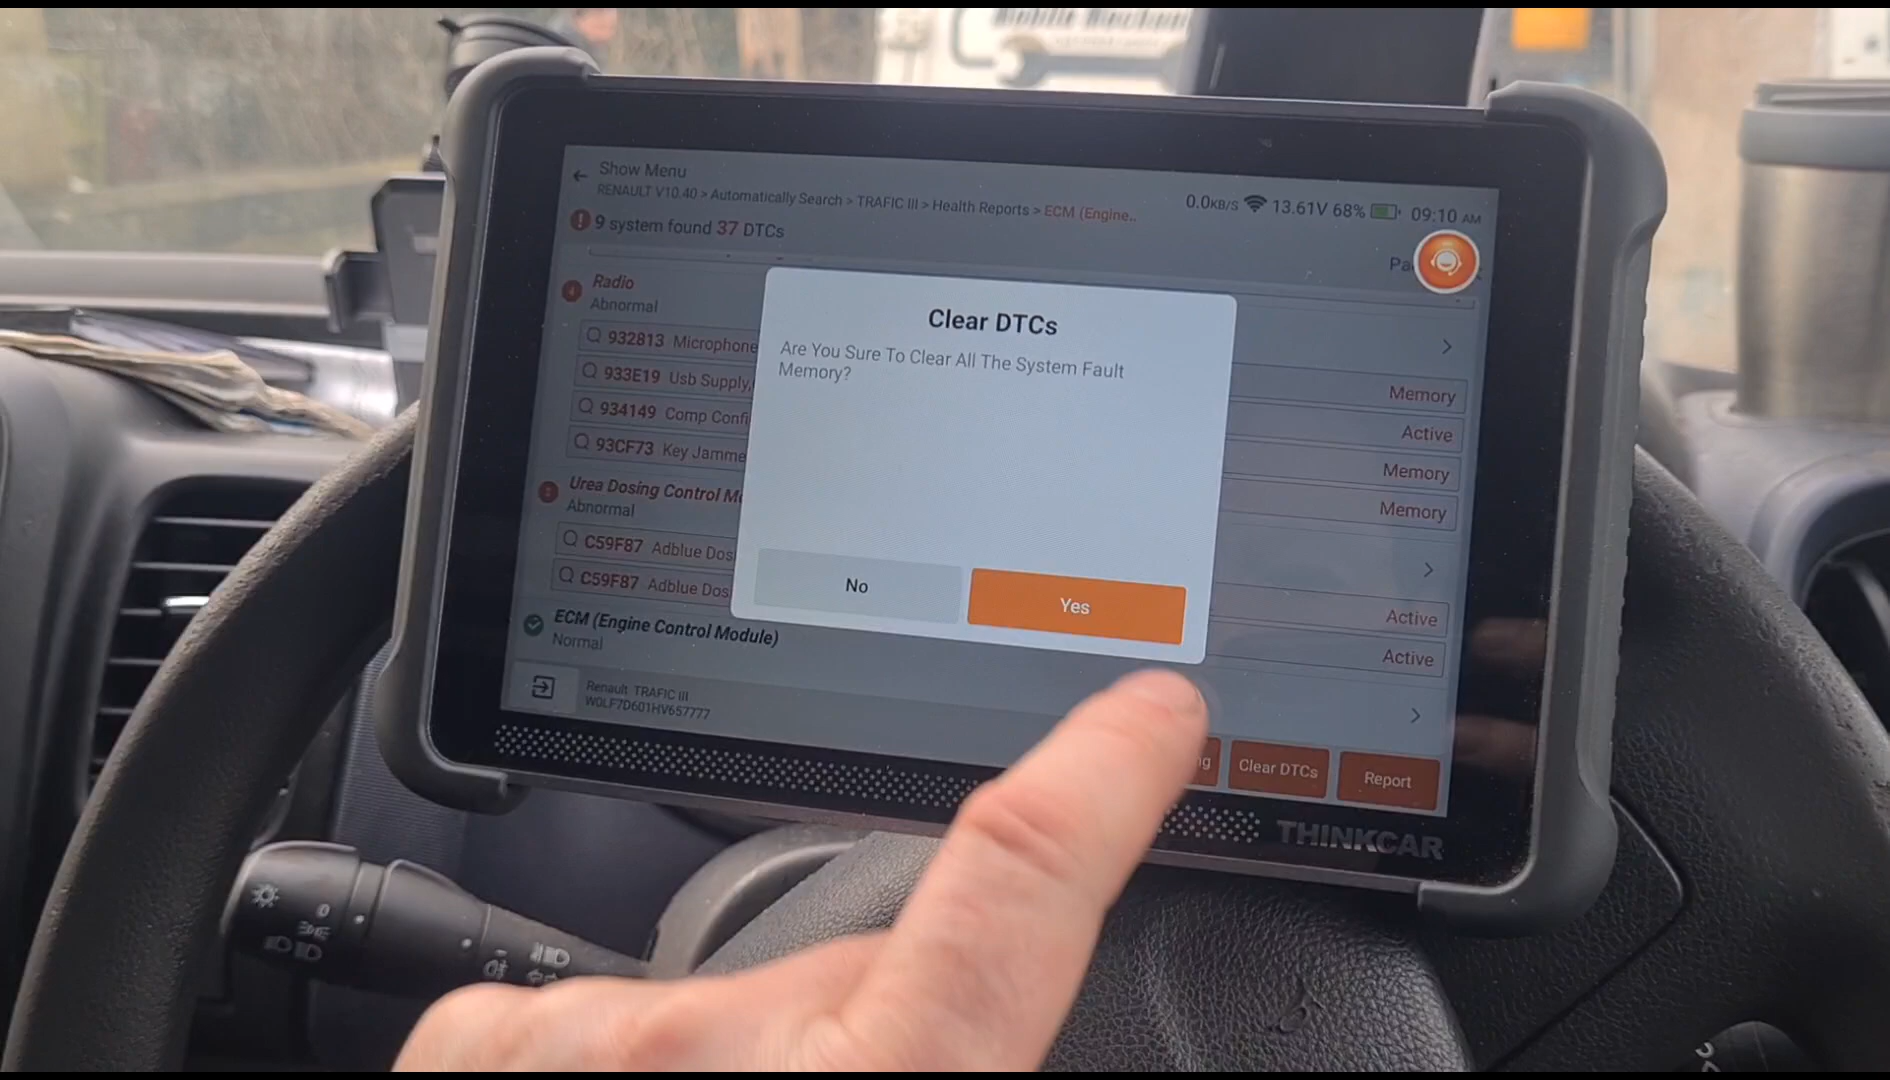 Mobile
Show Menu
RENAULT V10.40 > Automatically Search > TRAFIC III > Health Reports > ECM (Engine..
0.0KB/S 13.61V 68% 09:10 AM
9 system found 37 DTCs
Pa
Radio
Abnormal
932813 Microphone
Memory
933E19 Usb Supply,
Active
934149 Comp Confi
Memory
93CF73 Key Jamme
Memory
Urea Dosing Control M
Abnormal
C59F87 Adblue Dos
Active
C59F87 Adblue Dos
Active
ECM (Engine Control Module)
Normal
Clear DTCs
Are You Sure To Clear All The System Fault
Memory?
No
Yes
Renault TRAFIC III
W0LF7D601HV657777
ng
Clear DTCs
Report
THINKCAR